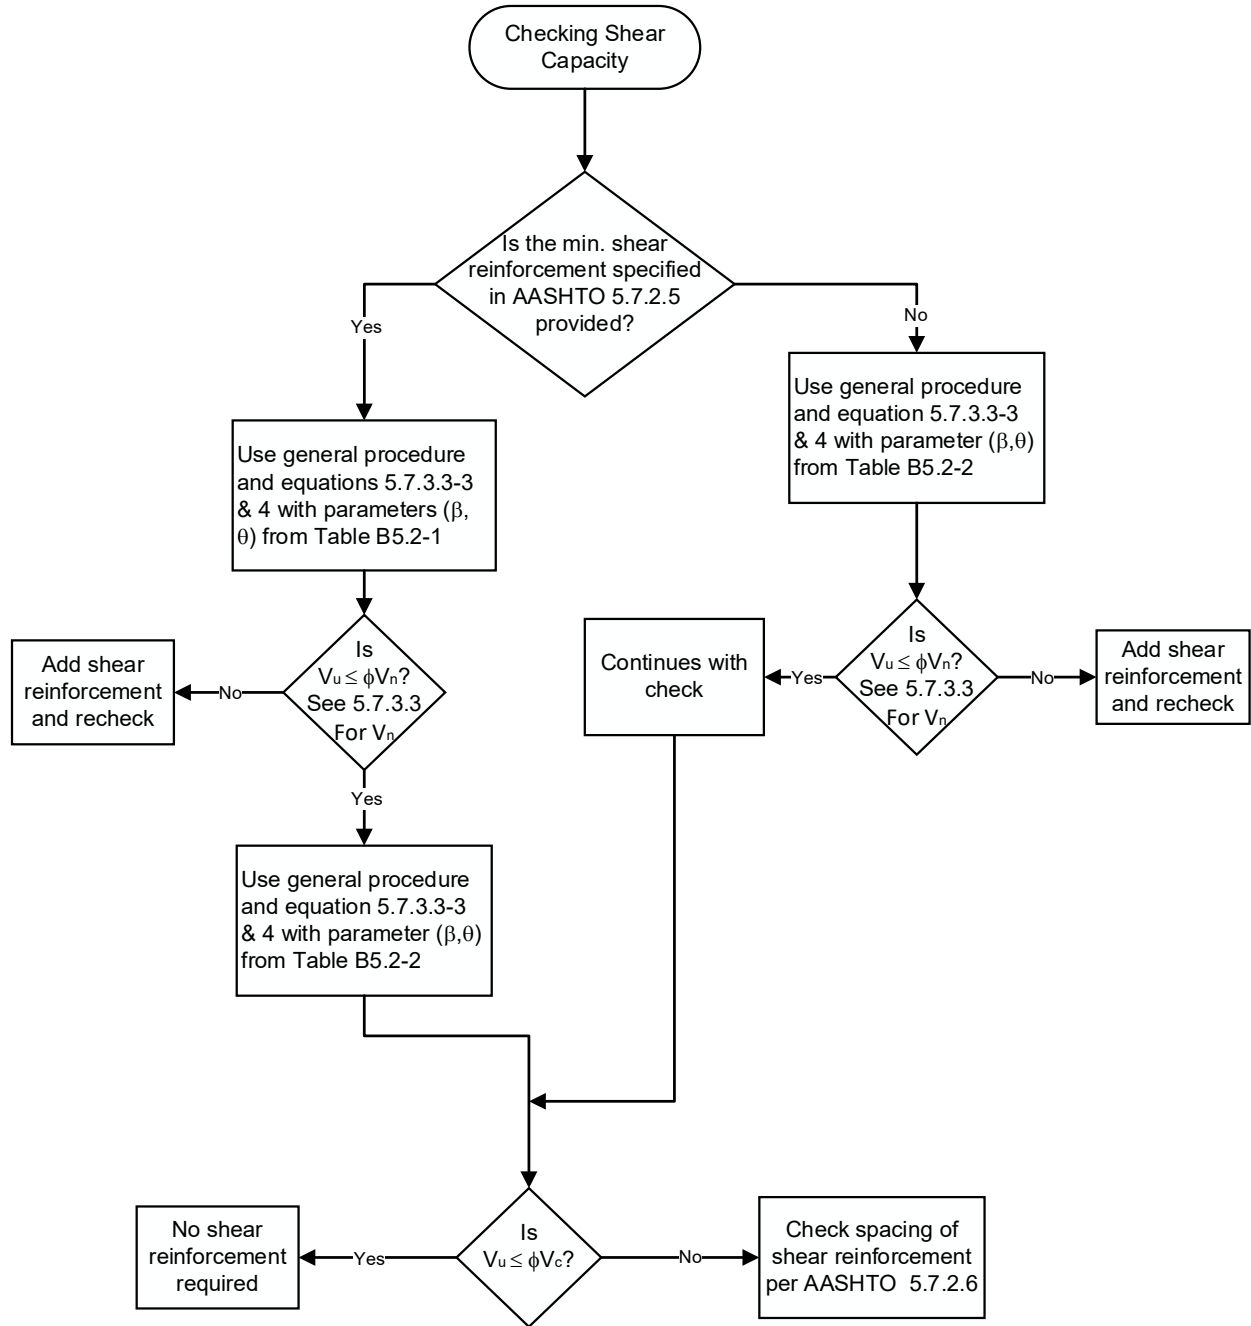 Checking Shear
Capacity
Is the min. shear
reinforcement specified
in AASHTO 5.7.2.5
provided?
Yes
No
Use general procedure
and equations 5.7.3.3-3
& 4 with parameters (β,
θ) from Table B5.2-1
Use general procedure
and equation 5.7.3.3-3
& 4 with parameter (β,θ)
from Table B5.2-2
Add shear
reinforcement
and recheck
No
Is
Vu ≤ ϕVn?
See 5.7.3.3
For Vn
Continues with
check
Yes
Is
Vu ≤ ϕVn?
See 5.7.3.3
For Vn
No
Add shear
reinforcement
and recheck
Yes
Use general procedure
and equation 5.7.3.3-3
& 4 with parameter (β,θ)
from Table B5.2-2
No shear
reinforcement
required
Yes
Is
Vu ≤ ϕVc?
No
Check spacing of
shear reinforcement
per AASHTO 5.7.2.6